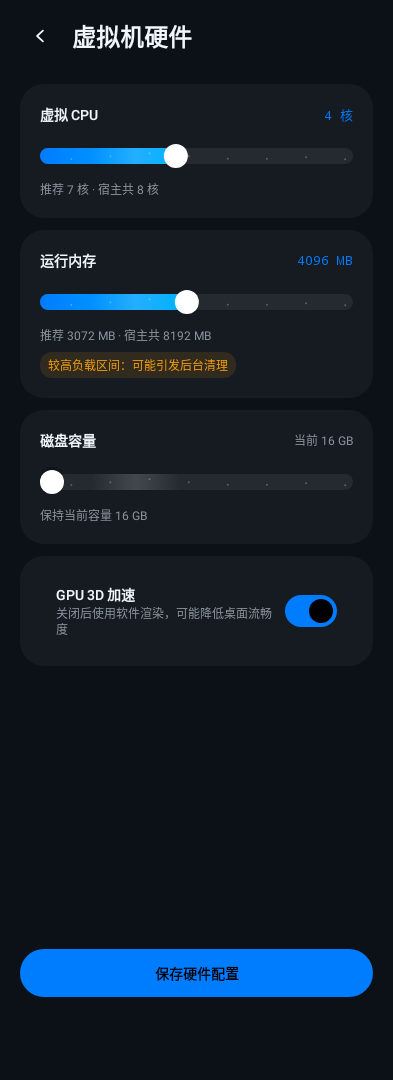 虚拟机硬件
虚拟 CPU
4 核
推荐 7 核 · 宿主共 8 核
运行内存
4096 MB
推荐 3072 MB · 宿主共 8192 MB
较高负载区间：可能引发后台清理
磁盘容量
当前 16 GB
保持当前容量 16 GB
GPU 3D 加速
关闭后使用软件渲染，可能降低桌面流畅
度
保存硬件配置